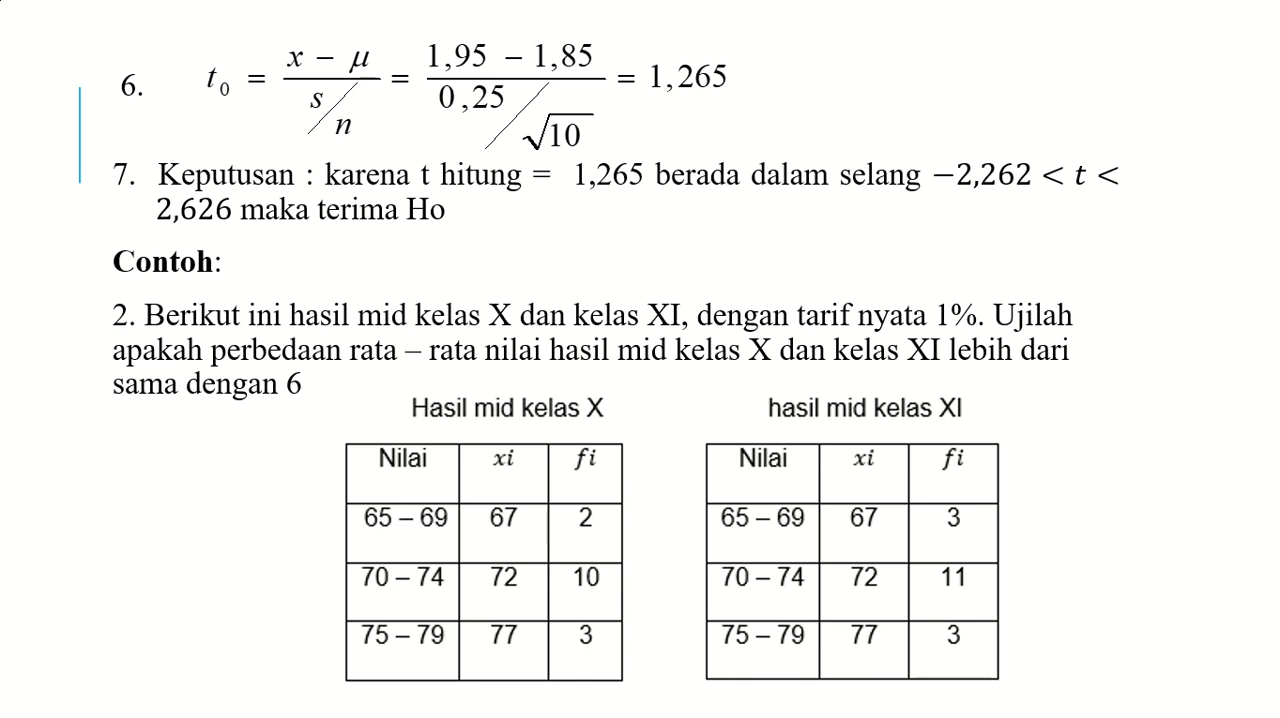 6. t₀ = (x − μ)/(s/n) = (1,95 − 1,85)/(0,25/√10) = 1,265
7. Keputusan : karena t hitung = 1,265 berada dalam selang −2,262 < t <
2,626 maka terima Ho
Contoh:
2. Berikut ini hasil mid kelas X dan kelas XI, dengan tarif nyata 1%. Ujilah
apakah perbedaan rata – rata nilai hasil mid kelas X dan kelas XI lebih dari
sama dengan 6
Hasil mid kelas X
Nilai xi fi
65 – 69 67 2
70 – 74 72 10
75 – 79 77 3
hasil mid kelas XI
Nilai xi fi
65 – 69 67 3
70 – 74 72 11
75 – 79 77 3